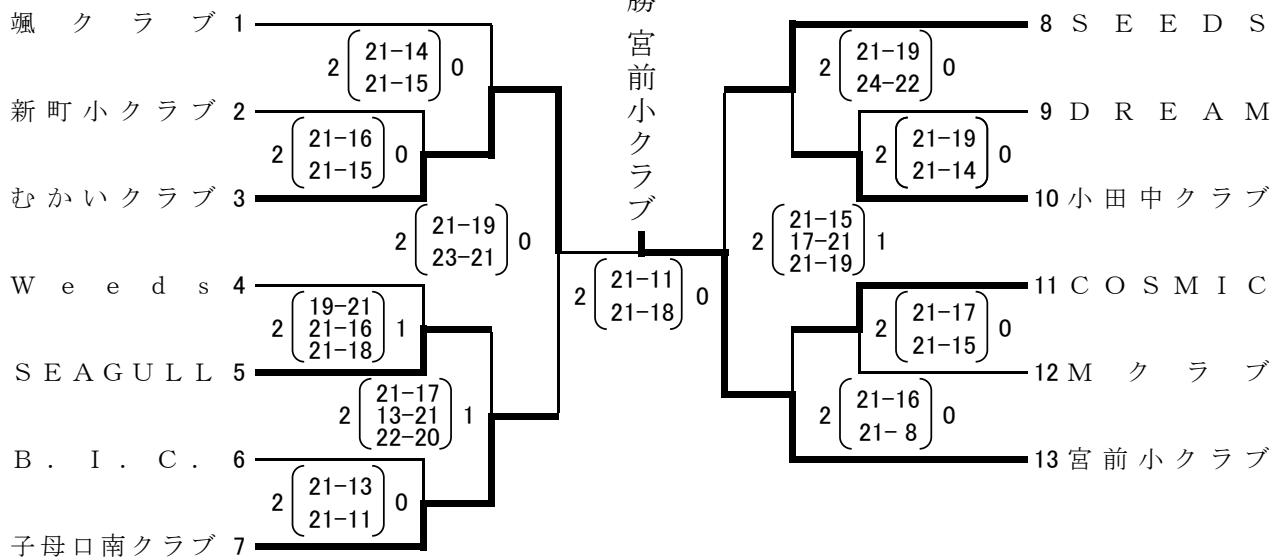 勝 宮前小クラブ
颯クラブ 1
2 21-14 0
21-15
新町小クラブ 2
2 21-16 0
21-15
むかいクラブ 3
2 21-19 0
23-21
Weeds 4
19-21
2 21-16 1
21-18
SEAGULL 5
21-17
2 13-21 1
22-20
B.I.C. 6
2 21-13 0
21-11
子母口南クラブ 7
2 21-11 0
21-18
8 SEEDS
2 21-19 0
24-22
9 DREAM
2 21-19 0
21-14
10 小田中クラブ
21-15
2 17-21 1
21-19
11 COSMIC
2 21-17 0
21-15
12 Mクラブ
2 21-16 0
21- 8
13 宮前小クラブ